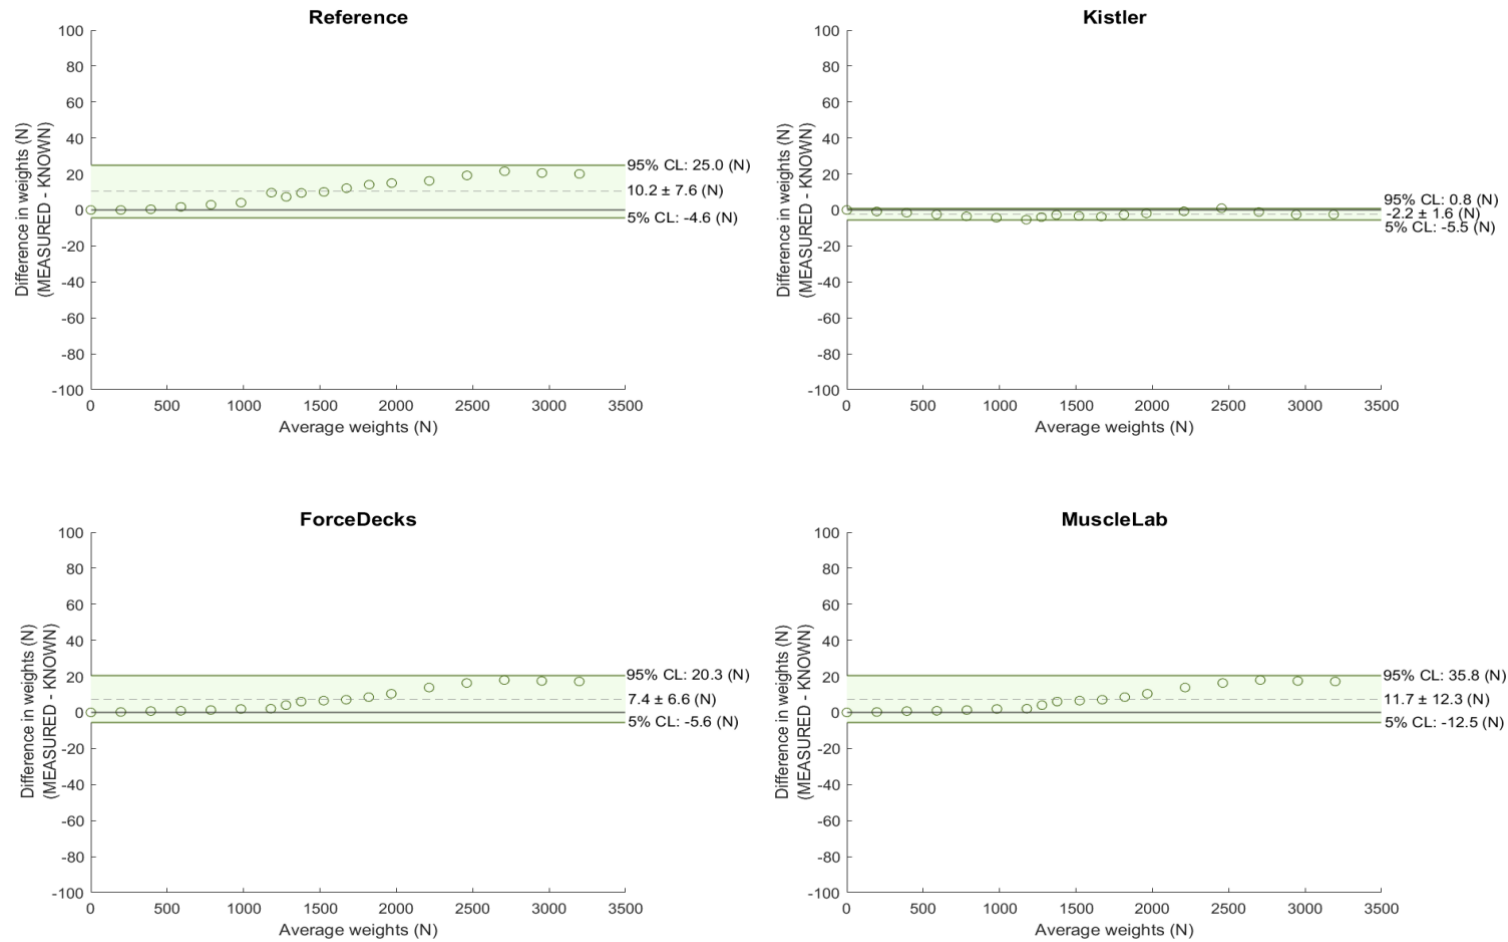 Reference
100
80
60
40
20
0
-20
-40
-60
-80
-100
Difference in weights (N)
(MEASURED - KNOWN)
95% CL: 25.0 (N)
10.2 ± 7.6 (N)
5% CL: -4.6 (N)
0 500 1000 1500 2000 2500 3000 3500
Average weights (N)
Kistler
100
80
60
40
20
0
-20
-40
-60
-80
-100
Difference in weights (N)
(MEASURED - KNOWN)
95% CL: 0.8 (N)
-2.2 ± 1.6 (N)
5% CL: -5.5 (N)
0 500 1000 1500 2000 2500 3000 3500
Average weights (N)
ForceDecks
100
80
60
40
20
0
-20
-40
-60
-80
-100
Difference in weights (N)
(MEASURED - KNOWN)
95% CL: 20.3 (N)
7.4 ± 6.6 (N)
5% CL: -5.6 (N)
0 500 1000 1500 2000 2500 3000 3500
Average weights (N)
MuscleLab
100
80
60
40
20
0
-20
-40
-60
-80
-100
Difference in weights (N)
(MEASURED - KNOWN)
95% CL: 35.8 (N)
11.7 ± 12.3 (N)
5% CL: -12.5 (N)
0 500 1000 1500 2000 2500 3000 3500
Average weights (N)